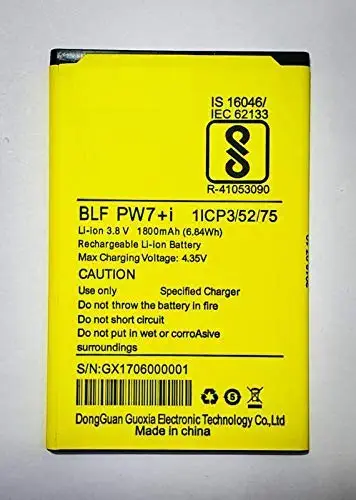 IS 16046/
IEC 62133
R-41053090
BLF PW7+i 1ICP3/52/75
Li-ion 3.8 V 1800mAh (6.84Wh)
Rechargeable Li-ion Battery
Max Charging Voltage: 4.35V
CAUTION
Use only Specified Charger
Do not throw the battery in fire
Do not short circuit
Do not put in wet or corroAsive
surroundings
S/N:GX1706000001
DongGuan Guoxia Electronic Technology Co.,Ltd
Made in china